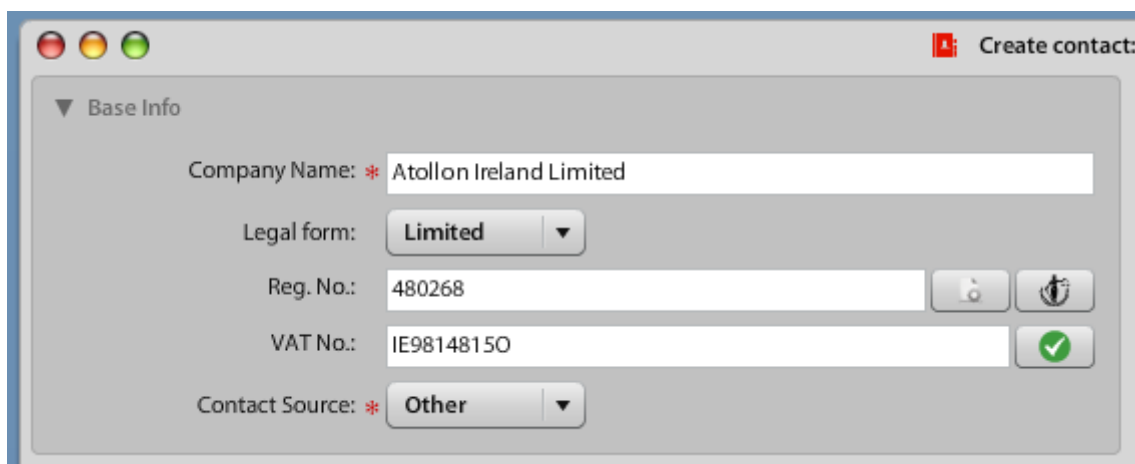 Create contact:
Base Info
Company Name: * Atollon Ireland Limited
Legal form: Limited
Reg. No.: 480268
VAT No.: IE9814815O
Contact Source: * Other